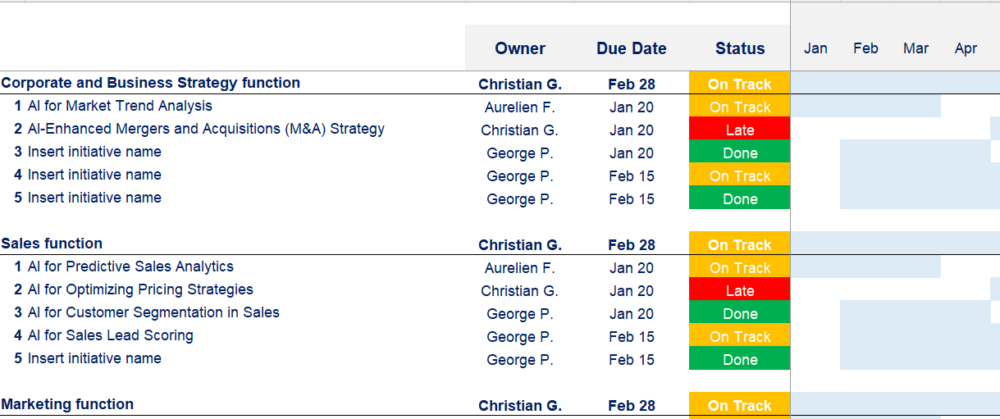 Owner Due Date Status Jan Feb Mar Apr
Corporate and Business Strategy function Christian G. Feb 28 On Track
1 AI for Market Trend Analysis Aurelien F. Jan 20 On Track
2 AI-Enhanced Mergers and Acquisitions (M&A) Strategy Christian G. Jan 20 Late
3 Insert initiative name George P. Jan 20 Done
4 Insert initiative name George P. Feb 15 On Track
5 Insert initiative name George P. Feb 15 Done
Sales function Christian G. Feb 28 On Track
1 AI for Predictive Sales Analytics Aurelien F. Jan 20 On Track
2 AI for Optimizing Pricing Strategies Christian G. Jan 20 Late
3 AI for Customer Segmentation in Sales George P. Jan 20 Done
4 AI for Sales Lead Scoring George P. Feb 15 On Track
5 Insert initiative name George P. Feb 15 Done
Marketing function Christian G. Feb 28 On Track